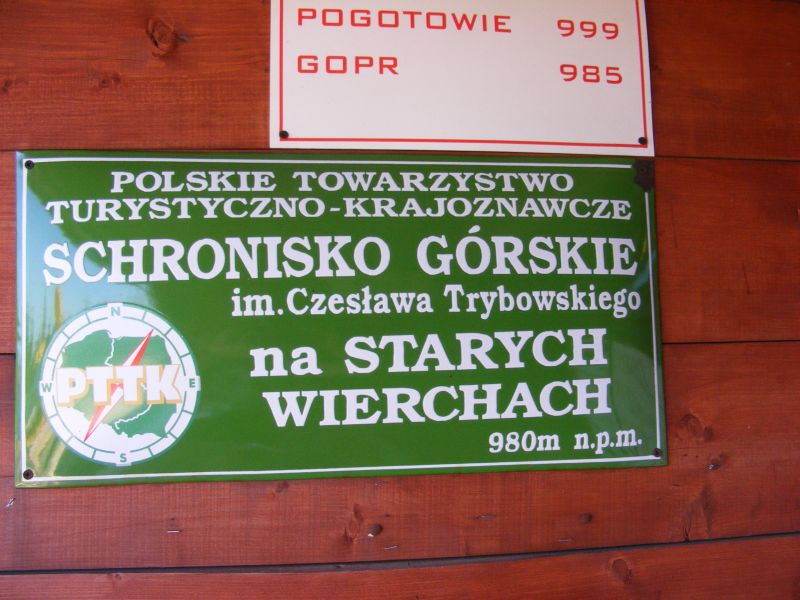 POGOTOWIE 999
GOPR 985
POLSKIE TOWARZYSTWO
TURYSTYCZNO-KRAJOZNAWCZE
SCHRONISKO GÓRSKIE
im.Czesława Trybowskiego
na STARYCH
WIERCHACH
980m n.p.m.
N
W PTTK E
S